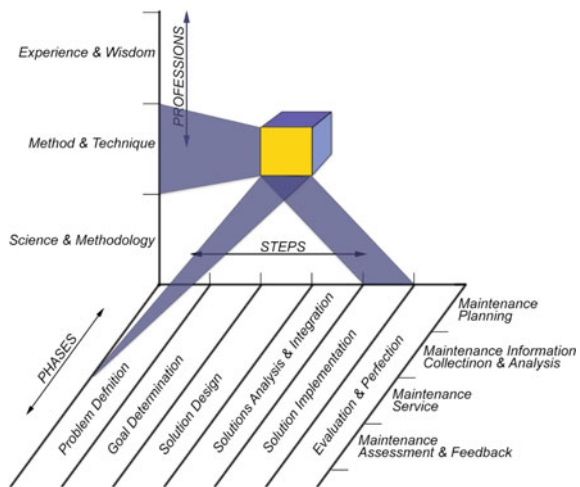 Experience & Wisdom
PROFESSIONS
Method & Technique
Science & Methodology
STEPS
PHASES
Problem Defnition
Goal Determination
Solution Design
Solutions Analysis & Integration
Solution Implementation
Evaluation & Perfection
Maintenance
Planning
Maintenance Information
Collectinon & Analysis
Maintenance
Service
Maintenance
Assessment & Feedback